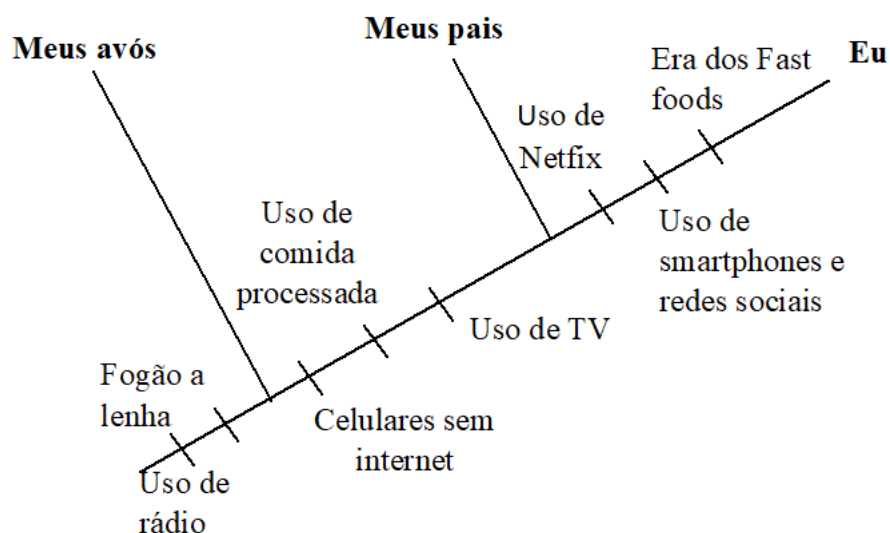 Meus avós
Meus pais
Eu
Era dos Fast
foods
Uso de
Netfix
Uso de
smartphones e
redes sociais
Uso de
comida
processada
Uso de TV
Fogão a
lenha
Celulares sem
internet
Uso de
rádio